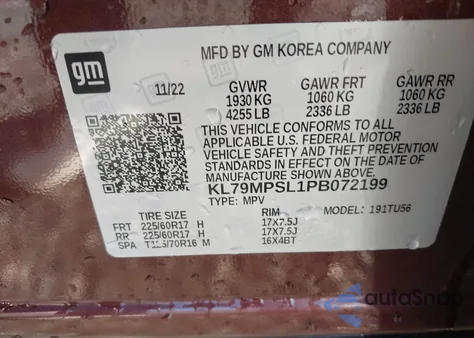 gm
MFD BY GM KOREA COMPANY
11/22 GVWR GAWR FRT GAWR RR
1930 KG 1060 KG 1060 KG
4255 LB 2336 LB 2336 LB
THIS VEHICLE CONFORMS TO ALL
APPLICABLE U.S. FEDERAL MOTOR
VEHICLE SAFETY AND THEFT PREVENTION
STANDARDS IN EFFECT ON THE DATE OF
MANUFACTURE SHOWN ABOVE.
KL79MPSL1PB072199
TYPE: MPV MODEL: 191TU56
TIRE SIZE RIM
FRT 225/60R17 H 17X7.5J
RR 225/60R17 H 17X7.5J
SPA /70R16 M 16X4BT
autoSnap